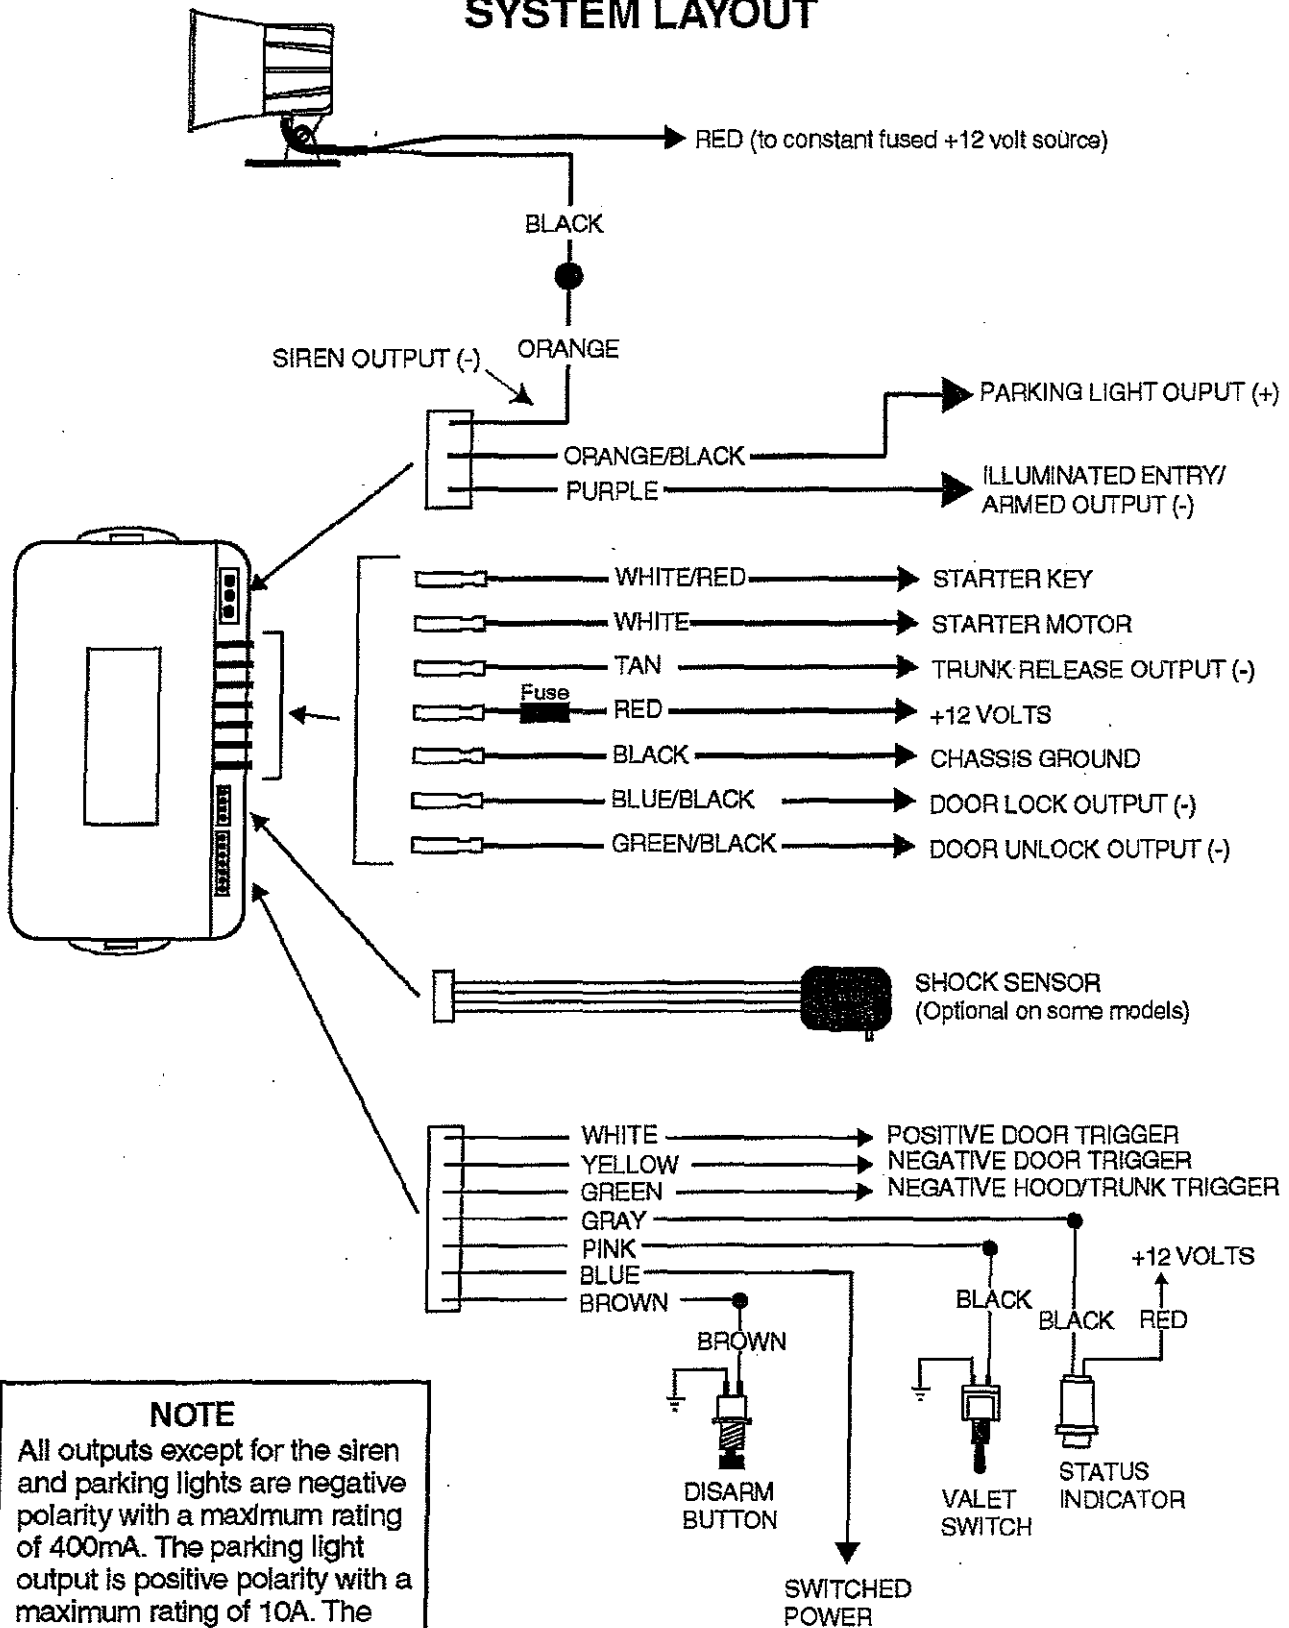 SYSTEM LAYOUT
RED (to constant fused +12 volt source)
BLACK
ORANGE
SIREN OUTPUT (-)
PARKING LIGHT OUPUT (+)
ORANGE/BLACK
PURPLE
ILLUMINATED ENTRY/
ARMED OUTPUT (-)
WHITE/RED STARTER KEY
WHITE STARTER MOTOR
TAN TRUNK RELEASE OUTPUT (-)
Fuse
RED +12 VOLTS
BLACK CHASSIS GROUND
BLUE/BLACK DOOR LOCK OUTPUT (-)
GREEN/BLACK DOOR UNLOCK OUTPUT (-)
SHOCK SENSOR
(Optional on some models)
WHITE POSITIVE DOOR TRIGGER
YELLOW NEGATIVE DOOR TRIGGER
GREEN NEGATIVE HOOD/TRUNK TRIGGER
GRAY
PINK
BLUE
BROWN
+12 VOLTS
BLACK
BLACK
RED
BROWN
DISARM
BUTTON
VALET
SWITCH
STATUS
INDICATOR
SWITCHED
POWER
NOTE
All outputs except for the siren
and parking lights are negative
polarity with a maximum rating
of 400mA. The parking light
output is positive polarity with a
maximum rating of 10A. The